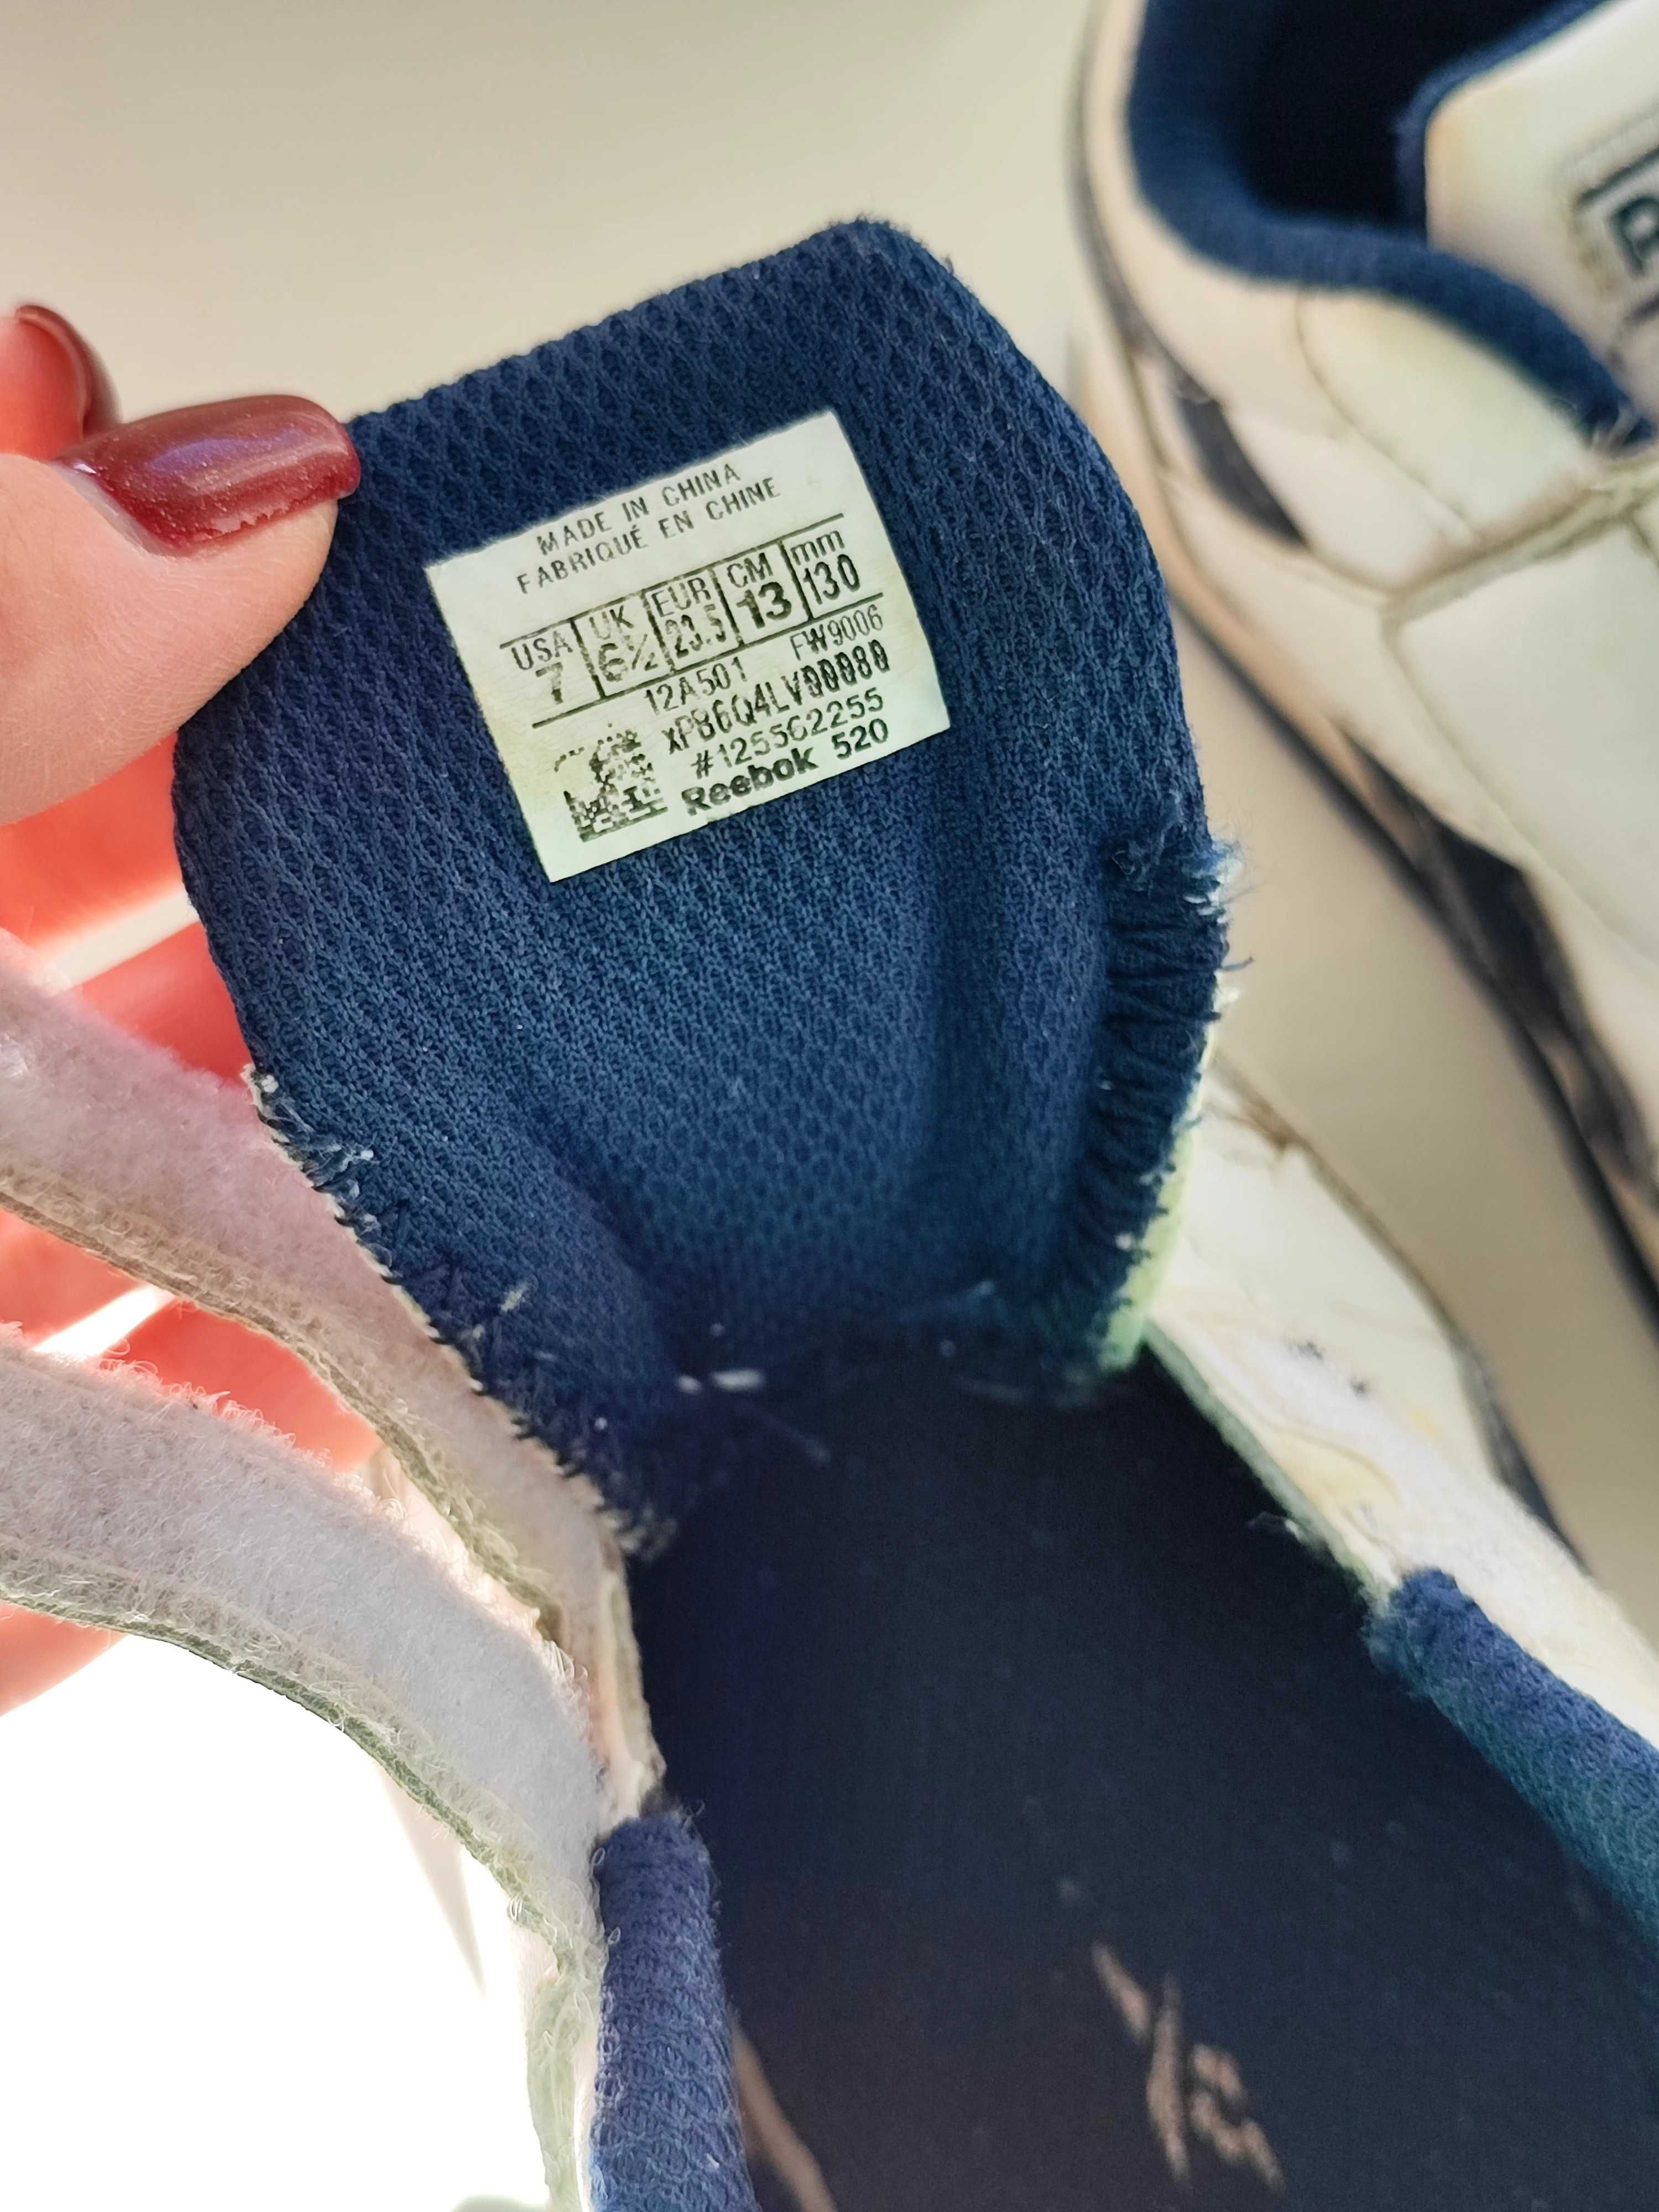 MADE IN CHINA
FABRIQUÉ EN CHINE
USA UK EUR CM mm
7 6½ 23.5 13 130
12A501 FW9006
XPB6Q4LV00080
#125562255
Reebok 520